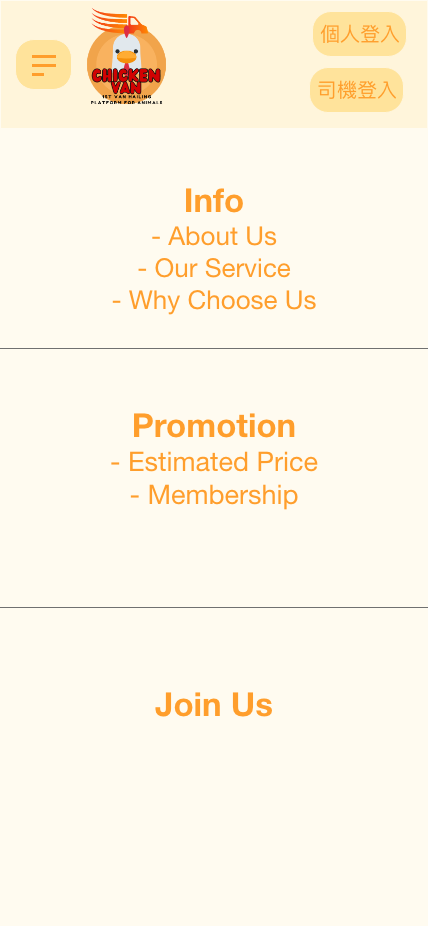 CHICKEN
VAN
1ST VAN HAILING
PLATFORM FOR ANIMALS
個人登入
司機登入
Info
- About Us
- Our Service
- Why Choose Us
Promotion
- Estimated Price
- Membership
Join Us